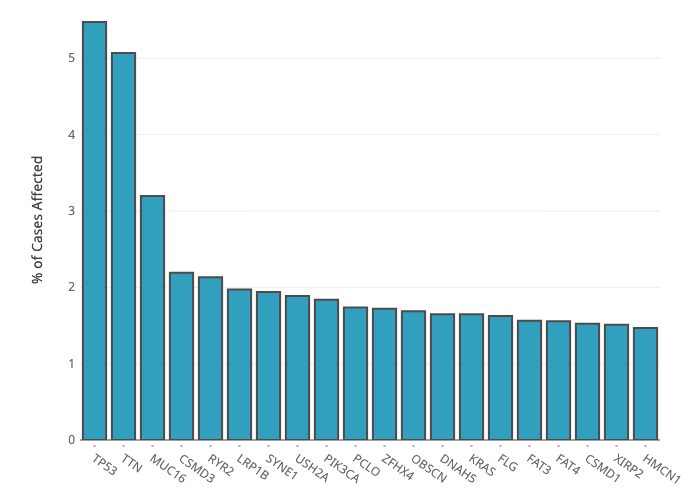 % of Cases Affected
5
4
3
2
1
0
TP53
TTN
MUC16
CSMD3
RYR2
LRP1B
SYNE1
USH2A
PIK3CA
PCLO
ZFHX4
OBSCN
DNAH5
KRAS
FLG
FAT3
FAT4
CSMD1
XIRP2
HMCN1